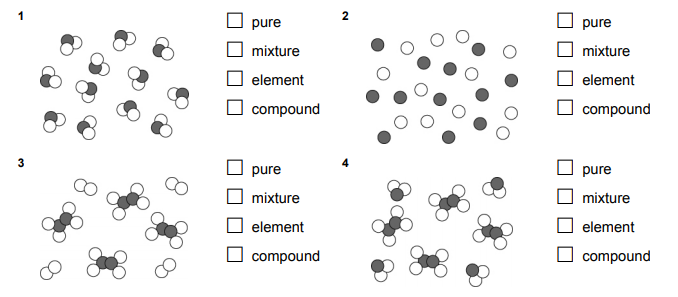 1
pure
mixture
element
compound
2
pure
mixture
element
compound
3
pure
mixture
element
compound
4
pure
mixture
element
compound